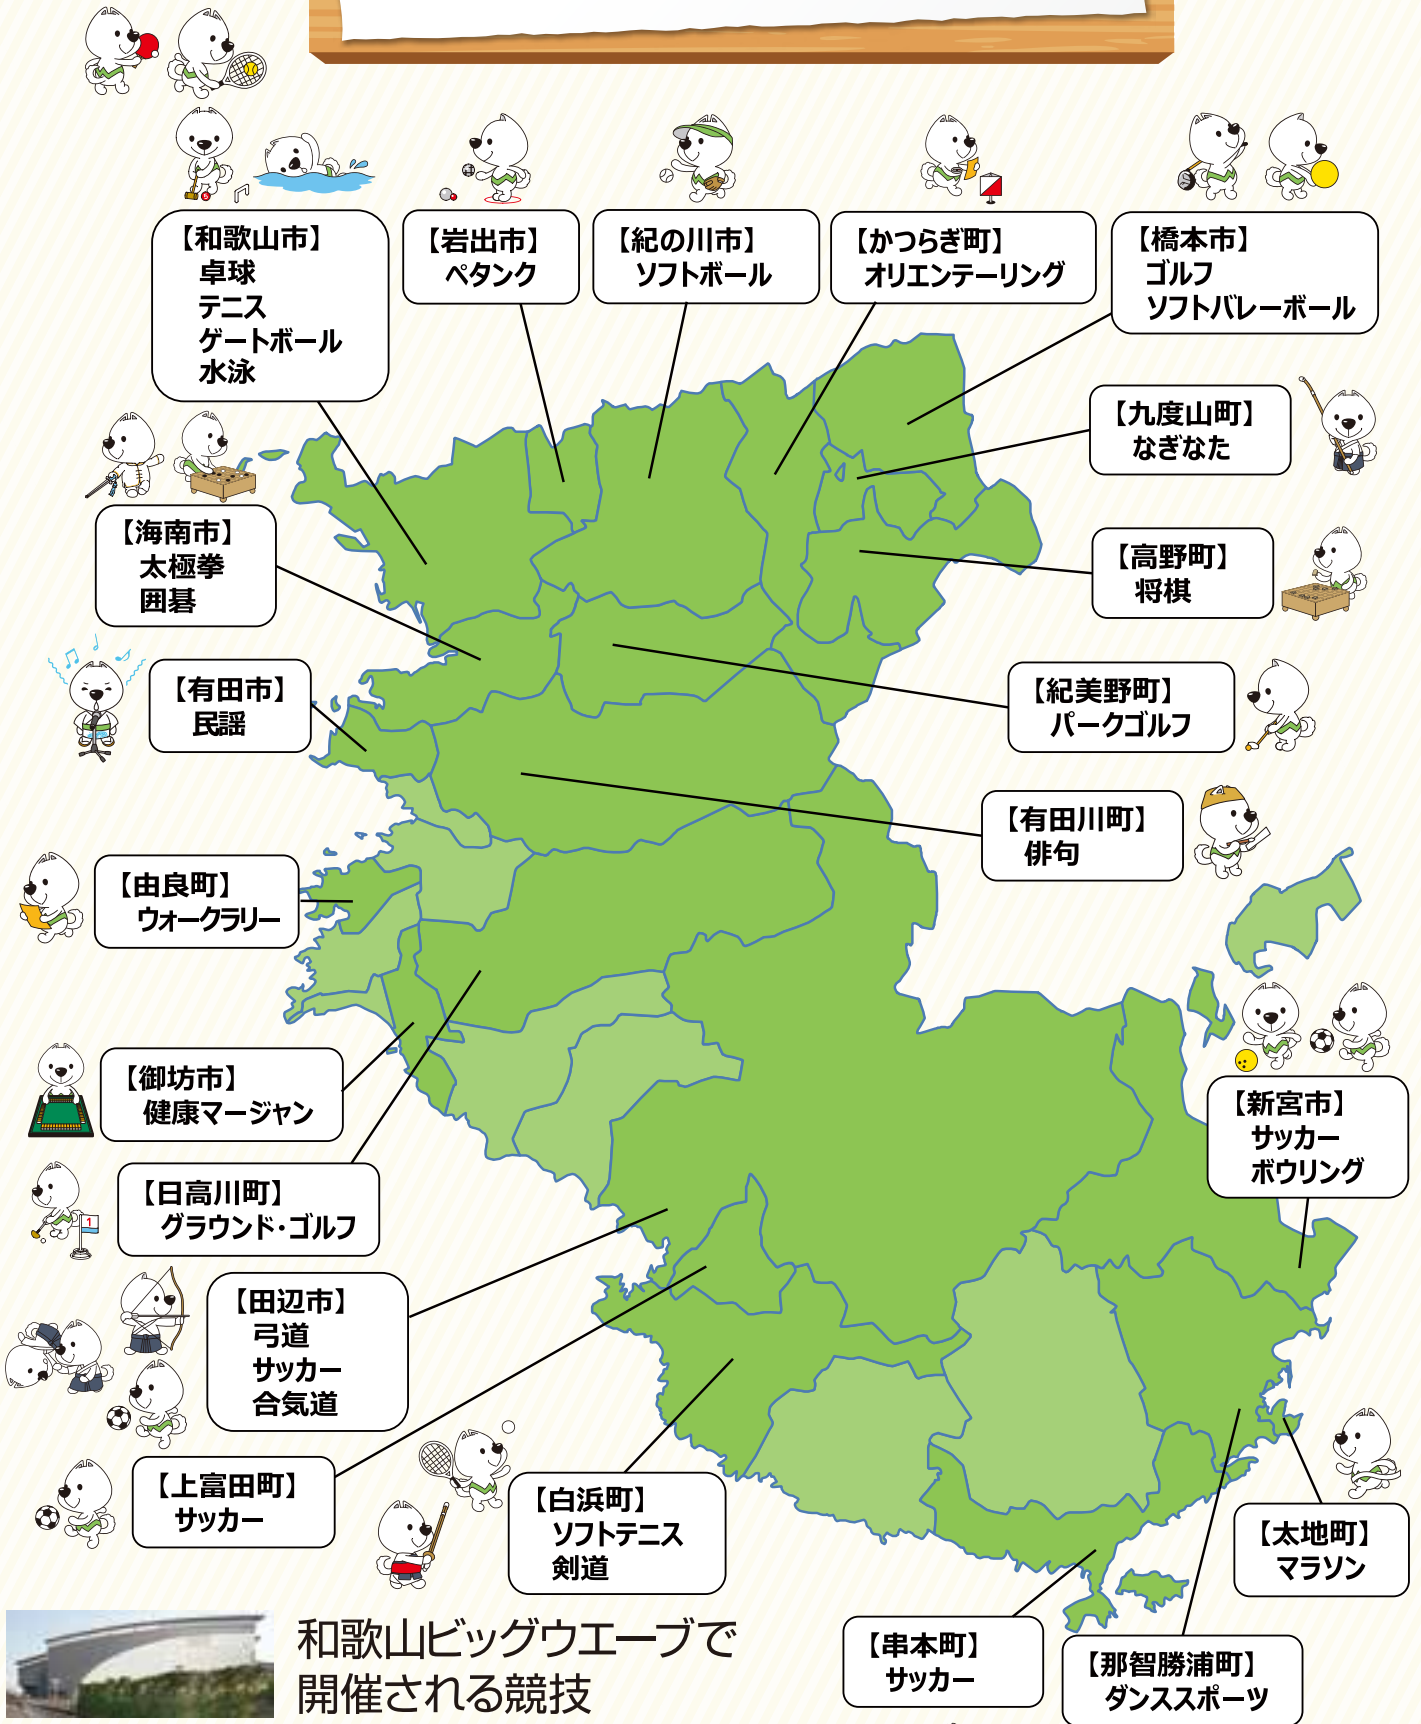 【和歌山市】
卓球
テニス
ゲートボール
水泳
【岩出市】
ペタンク
【紀の川市】
ソフトボール
【かつらぎ町】
オリエンテーリング
【橋本市】
ゴルフ
ソフトバレーボール
【九度山町】
なぎなた
【海南市】
太極拳
囲碁
【高野町】
将棋
【有田市】
民謡
【紀美野町】
パークゴルフ
【有田川町】
俳句
【由良町】
ウォークラリー
【御坊市】
健康マージャン
【新宮市】
サッカー
ボウリング
【日高川町】
グラウンド・ゴルフ
1
【田辺市】
弓道
サッカー
合気道
【上富田町】
サッカー
【白浜町】
ソフトテニス
剣道
【太地町】
マラソン
【串本町】
サッカー
【那智勝浦町】
ダンススポーツ
和歌山ビッグウエーブで
開催される競技